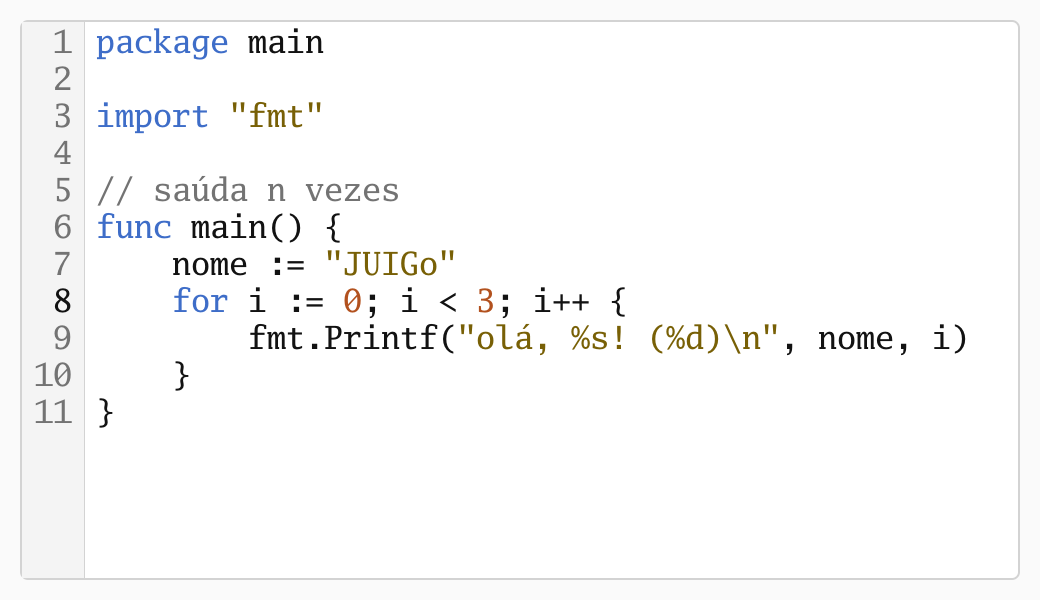 1 package main
2
3 import "fmt"
4
5 // saúda n vezes
6 func main() {
7     nome := "JUIGo"
8     for i := 0; i < 3; i++ {
9         fmt.Printf("olá, %s! (%d)\n", nome, i)
10     }
11 }